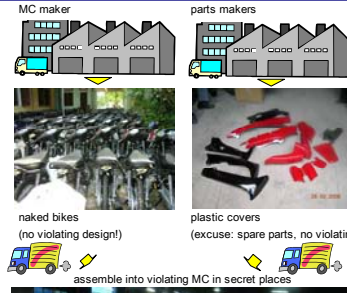 MC maker
parts makers
naked bikes
(no violating design!)
plastic covers
(excuse: spare parts, no
assemble into violating MC in secret places